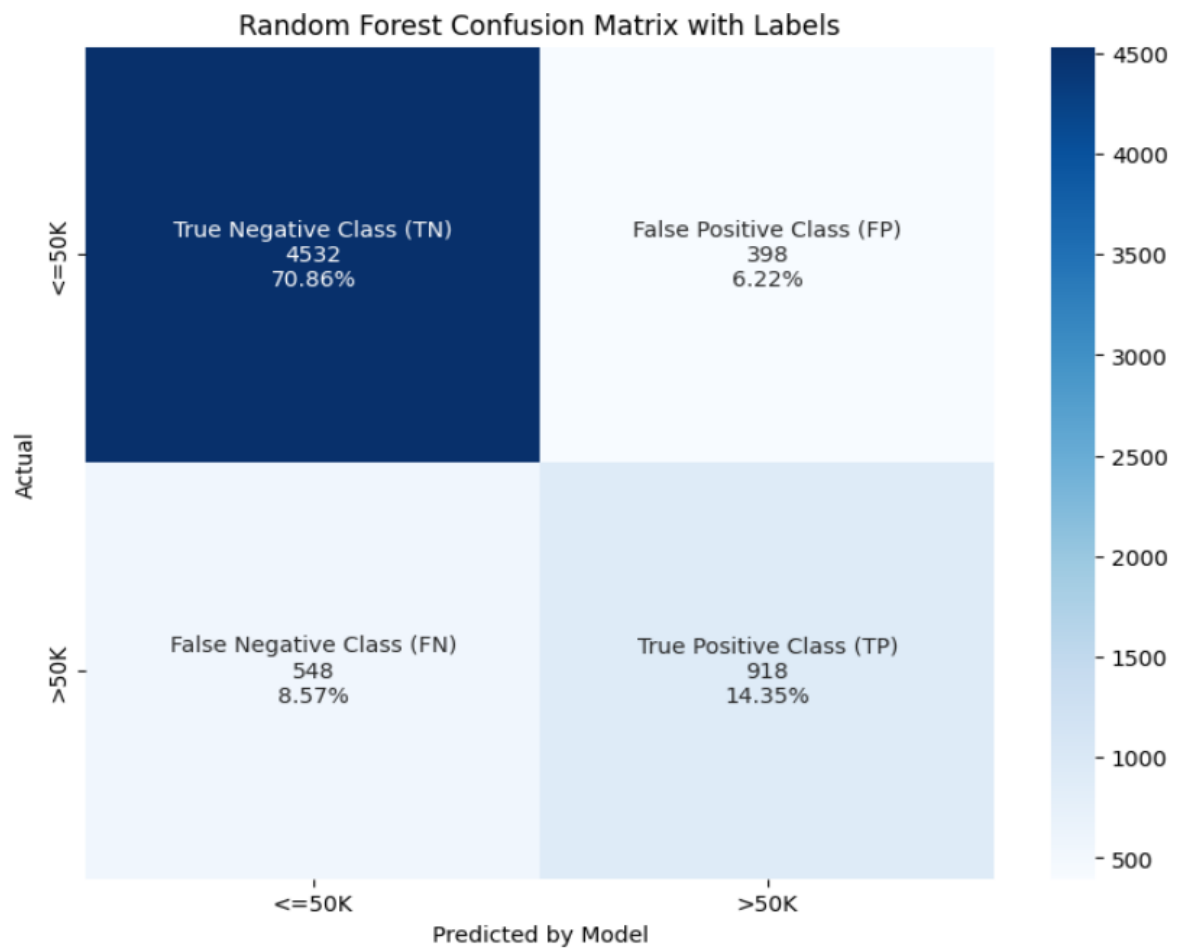 Random Forest Confusion Matrix with Labels
<=50K
>50K
Actual
True Negative Class (TN)
4532
70.86%
False Positive Class (FP)
398
6.22%
False Negative Class (FN)
548
8.57%
True Positive Class (TP)
918
14.35%
<=50K
>50K
Predicted by Model
4500
4000
3500
3000
2500
2000
1500
1000
500